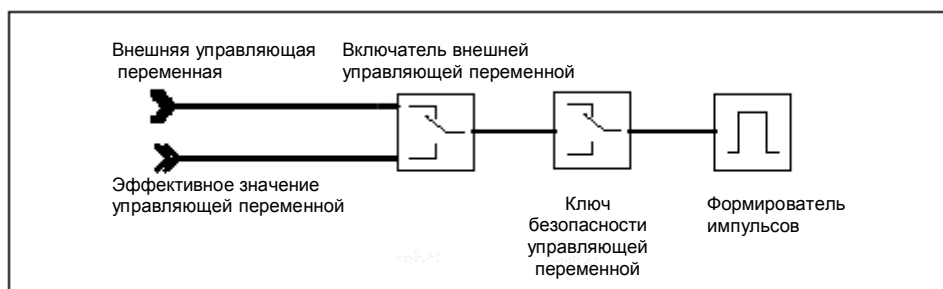 Внешняя управляющая
переменная
Включатель внешней
управляющей переменной
Эффективное значение
управляющей переменной
Ключ
безопасности
управляющей
переменной
Формирователь
импульсов